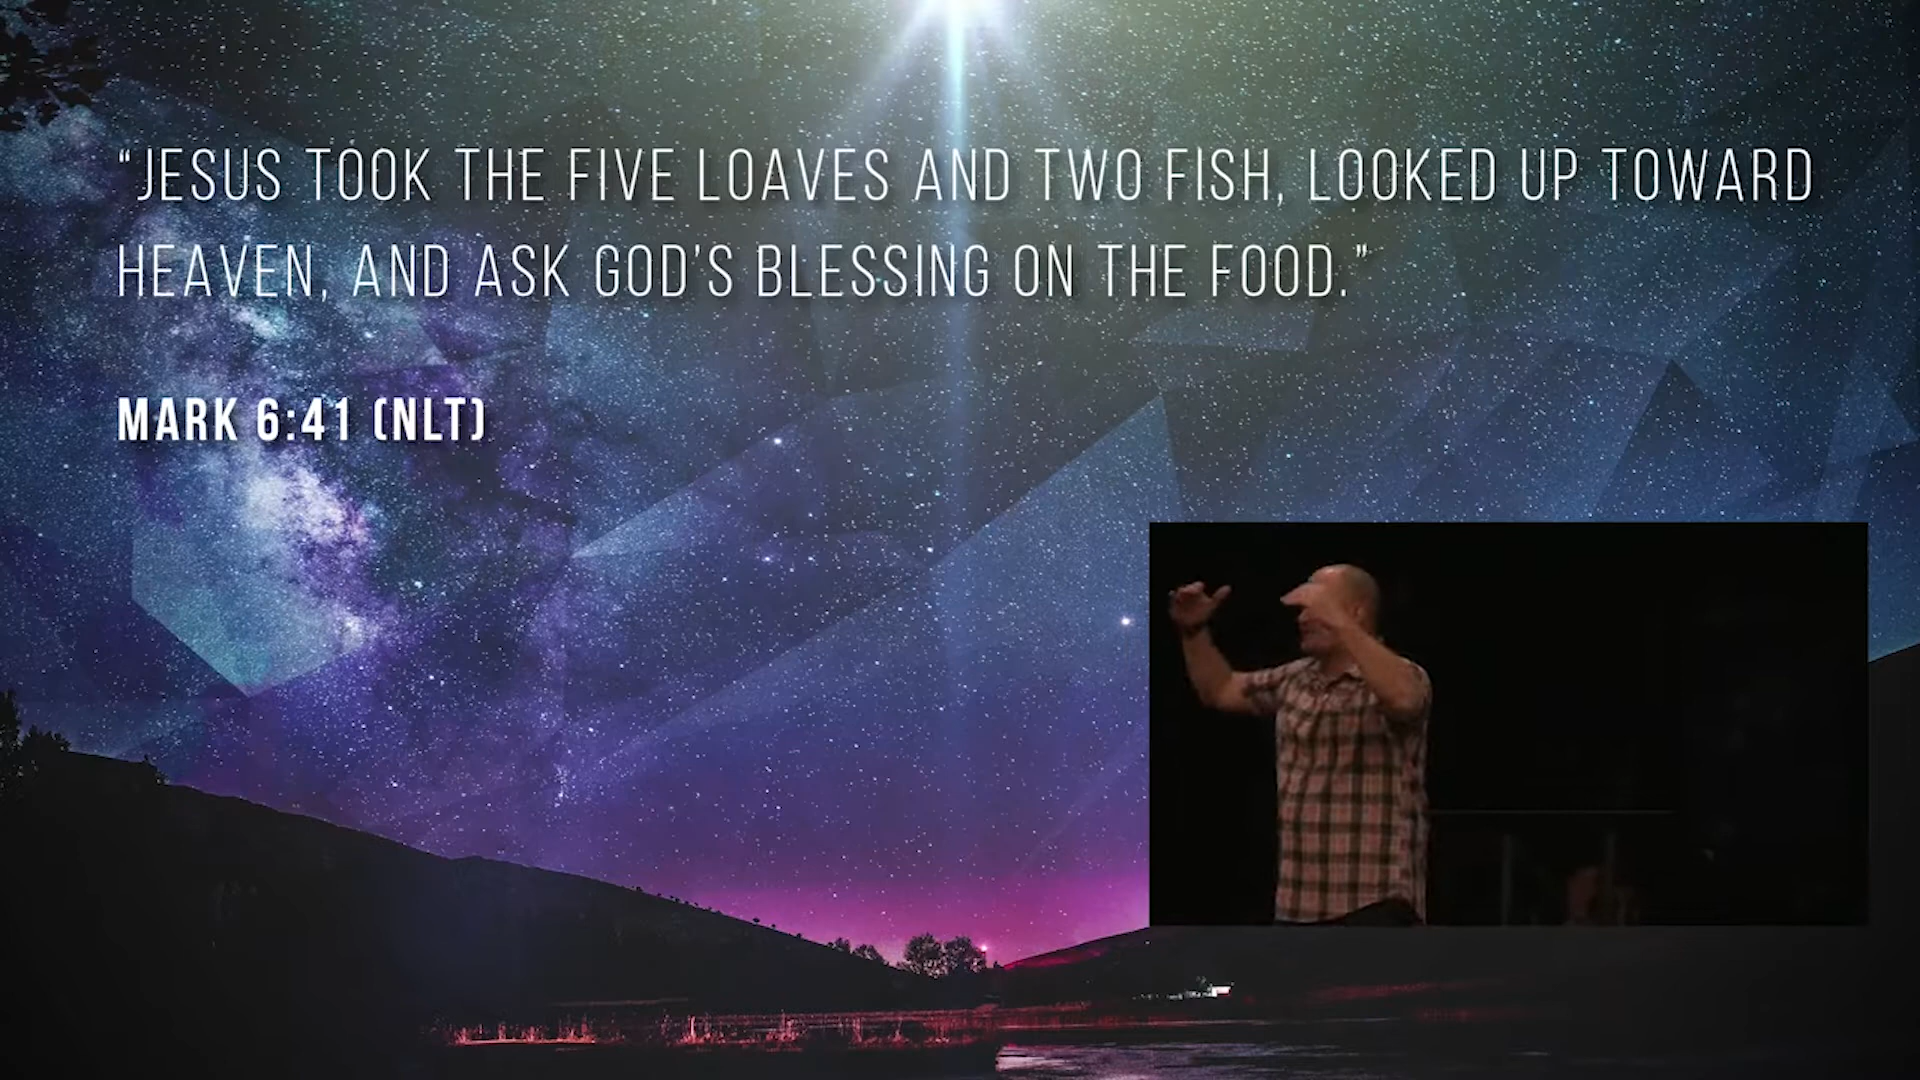 “JESUS TOOK THE FIVE LOAVES AND TWO FISH, LOOKED UP TOWARD
HEAVEN, AND ASK GOD’S BLESSING ON THE FOOD.”
MARK 6:41 (NLT)